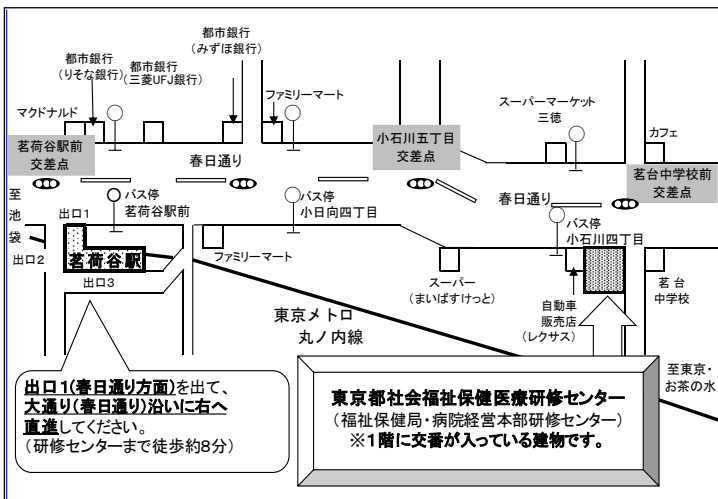 都市銀行
(りそな銀行)
都市銀行
(三菱UFJ銀行)
都市銀行
(みずほ銀行)
マクドナルド
ファミリーマート
スーパーマーケット
三徳
カフェ
茗荷谷駅前
交差点
春日通り
小石川五丁目
交差点
茗台中学校前
交差点
春日通り
至
池
袋
出口1
バス停
茗荷谷駅前
バス停
小日向四丁目
バス停
小石川四丁目
出口2
茗荷谷駅
出口3
ファミリーマート
スーパー
(まいばすけっと)
自動車
販売店
(レクサス)
茗台
中学校
東京メトロ
丸ノ内線
至東京・
お茶の水
出口1(春日通り方面)を出て、
大通り(春日通り)沿いに右へ
直進してください。
(研修センターまで徒歩約8分)
東京都社会福祉保健医療研修センター
(福祉保健局・病院経営本部研修センター)
※1階に交番が入っている建物です。